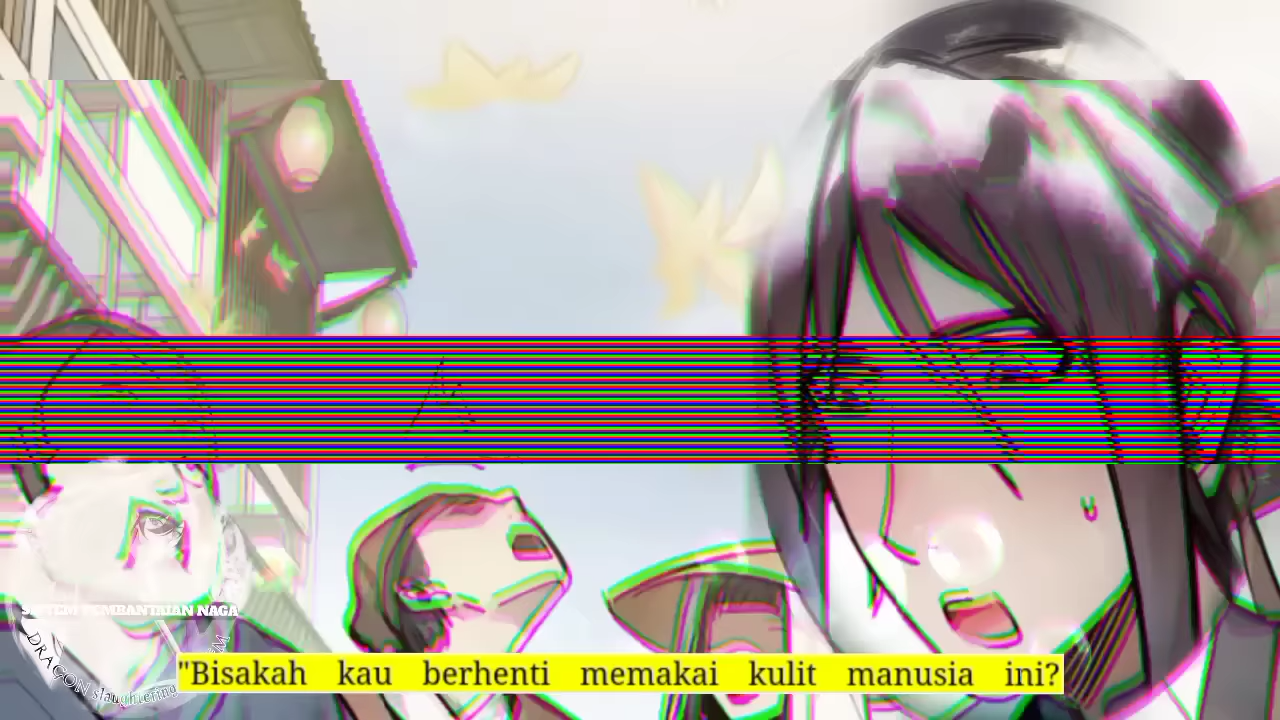 SISTEM PEMBANTAIAN NAGA
DRAGON slaughtering
"Bisakah kau berhenti memakai kulit manusia ini?